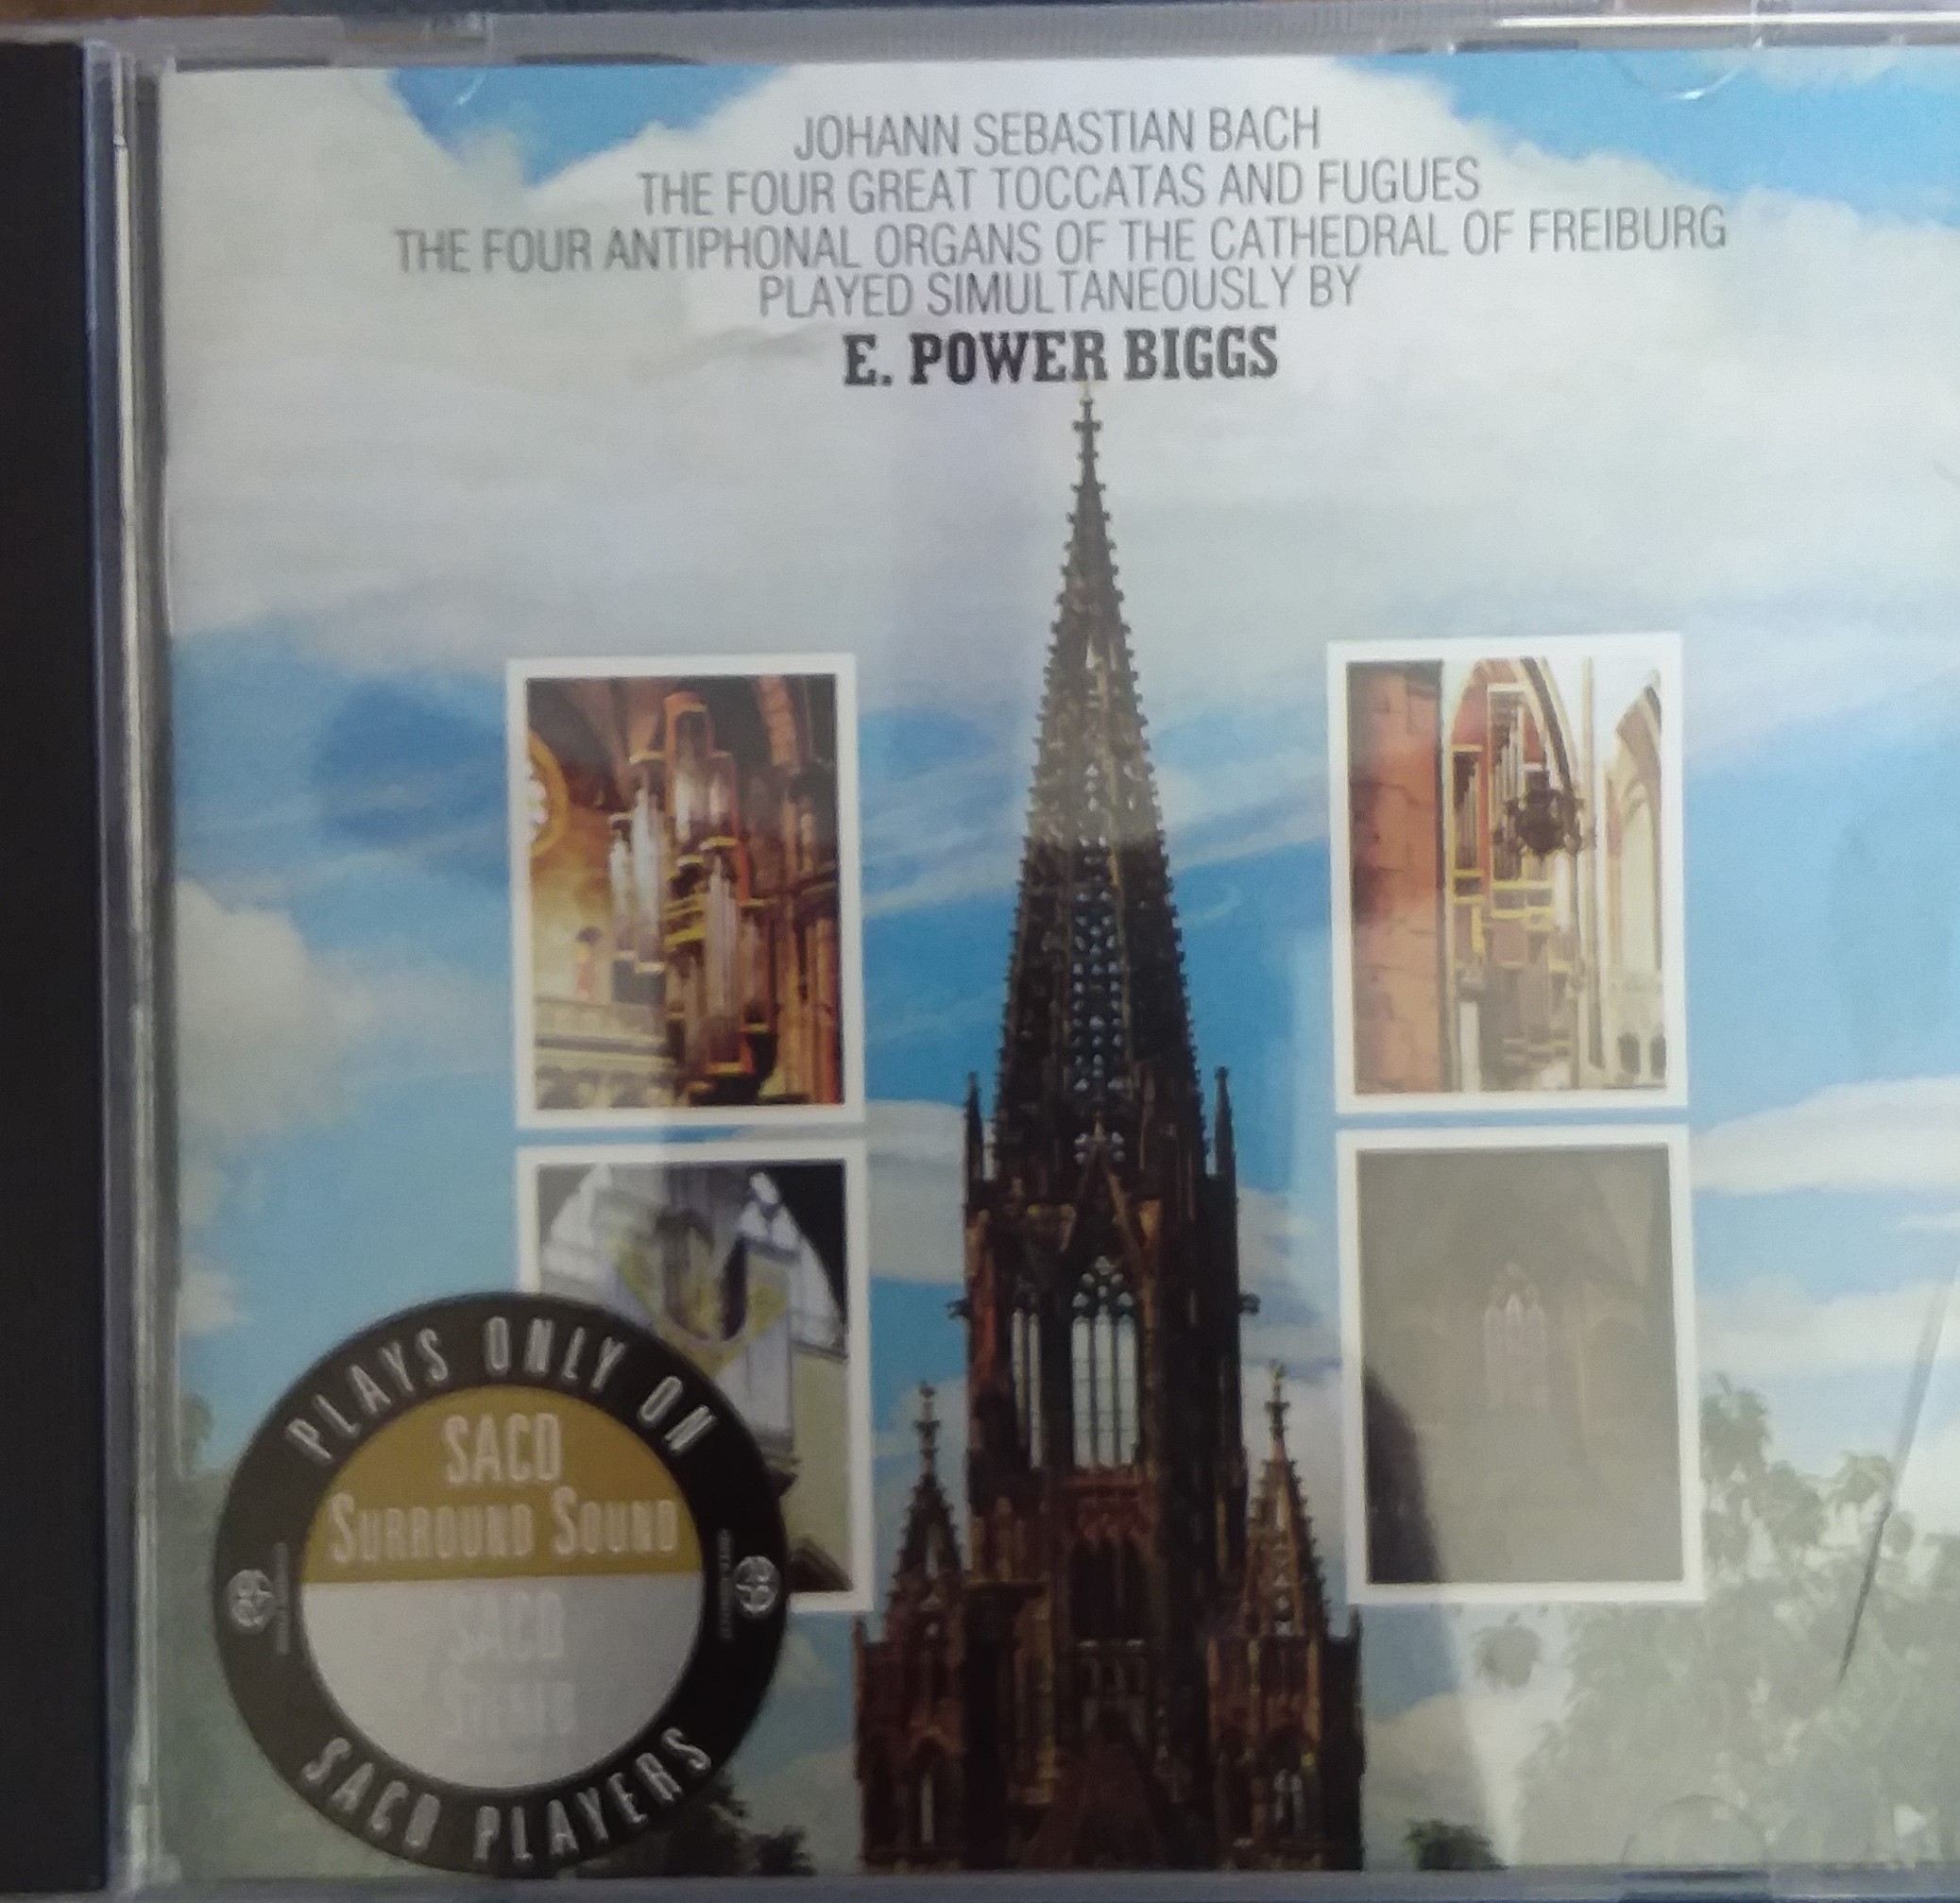 JOHANN SEBASTIAN BACH
THE FOUR GREAT TOCCATAS AND FUGUES
THE FOUR ANTIPHONAL ORGANS OF THE CATHEDRAL OF FREIBURG
PLAYED SIMULTANEOUSLY BY
E. POWER BIGGS
PLAYS ONLY ON
SACD
SURROUND SOUND
SACD
STEREO
SACD PLAYERS